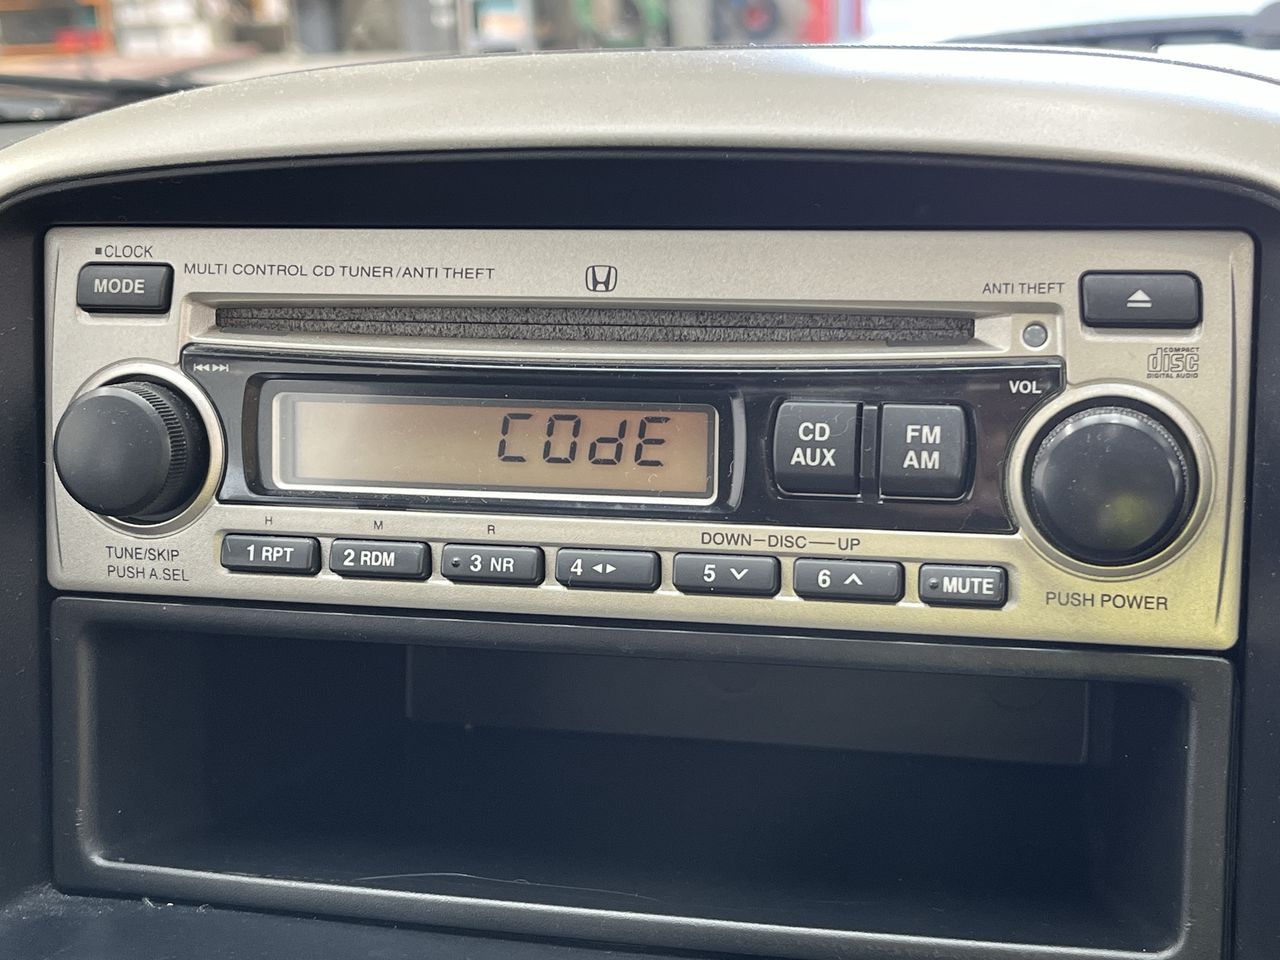 ■CLOCK
MODE
MULTI CONTROL CD TUNER/ANTI THEFT
ANTI THEFT
COMPACT
disc
DIGITAL AUDIO
VOL
COdE
CD
AUX
FM
AM
H
M
R
DOWN—DISC—UP
TUNE/SKIP
PUSH A.SEL
1 RPT
2 RDM
3 NR
4
5
6
MUTE
PUSH POWER